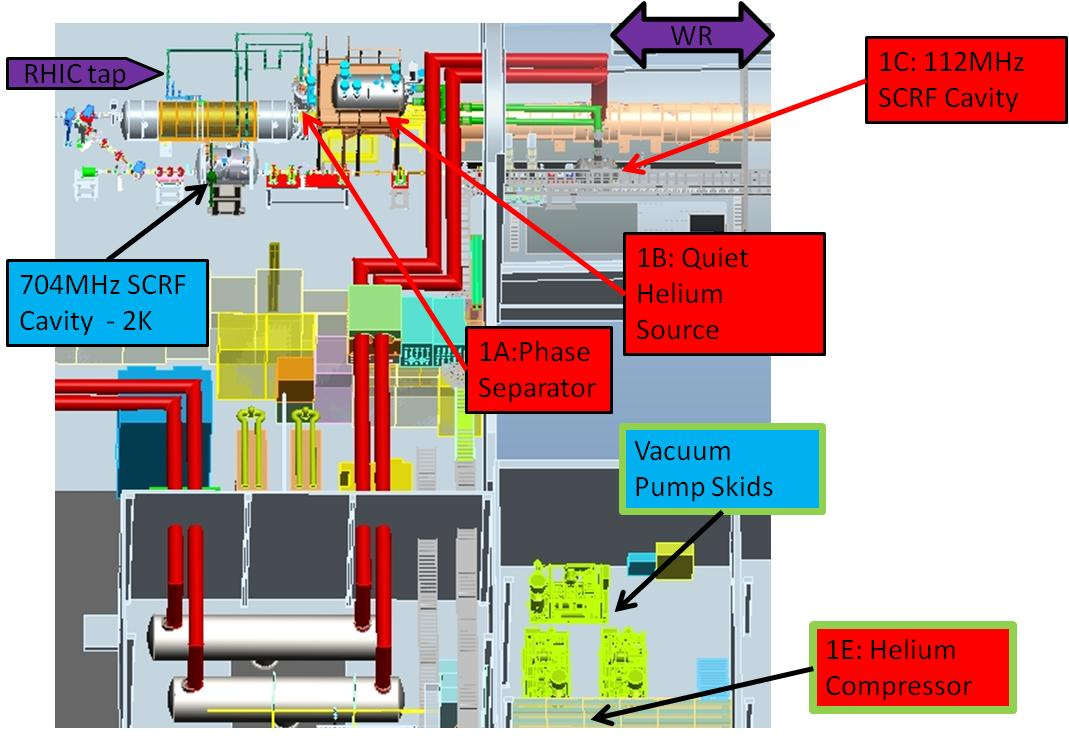 WR
RHIC tap
1C: 112MHz
SCRF Cavity
704MHz SCRF
Cavity  - 2K
1B: Quiet
Helium
Source
1A:Phase
Separator
Vacuum
Pump Skids
1E: Helium
Compressor